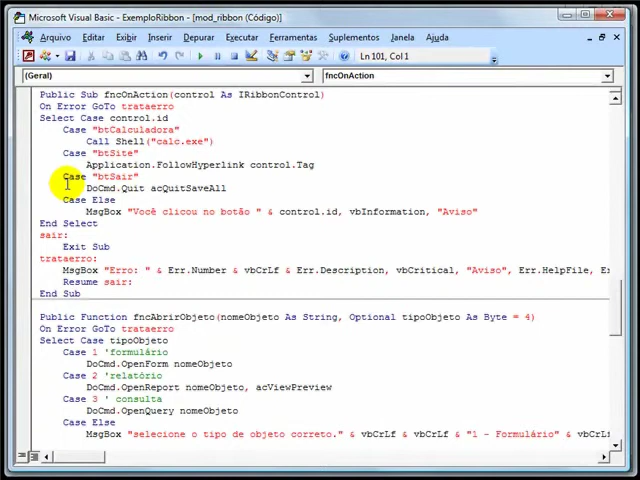 Microsoft Visual Basic - ExemploRibbon - [mod_ribbon (Código)]
Arquivo Editar Exibir Inserir Depurar Executar Ferramentas Suplementos Janela Ajuda
Ln 101, Col 1
(Geral) fncOnAction
Public Sub fncOnAction(control As IRibbonControl)
On Error GoTo trataerro
Select Case control.id
Case "btCalculadora"
Call Shell("calc.exe")
Case "btSite"
Application.FollowHyperlink control.Tag
Case "btSair"
DoCmd.Quit acQuitSaveAll
Case Else
MsgBox "Você clicou no botão " & control.id, vbInformation, "Aviso"
End Select
sair:
Exit Sub
trataerro:
MsgBox "Erro: " & Err.Number & vbCrLf & Err.Description, vbCritical, "Aviso", Err.HelpFile, Er
Resume sair:
End Sub
Public Function fncAbrirObjeto(nomeObjeto As String, Optional tipoObjeto As Byte = 4)
On Error GoTo trataerro
Select Case tipoObjeto
Case 1 'formulário
DoCmd.OpenForm nomeObjeto
Case 2 'relatório
DoCmd.OpenReport nomeObjeto, acViewPreview
Case 3 ' consulta
DoCmd.OpenQuery nomeObjeto
Case Else
MsgBox "selecione o tipo de objeto correto." & vbCrLf & vbCrLf & "1 - Formulário" & vbCrLf